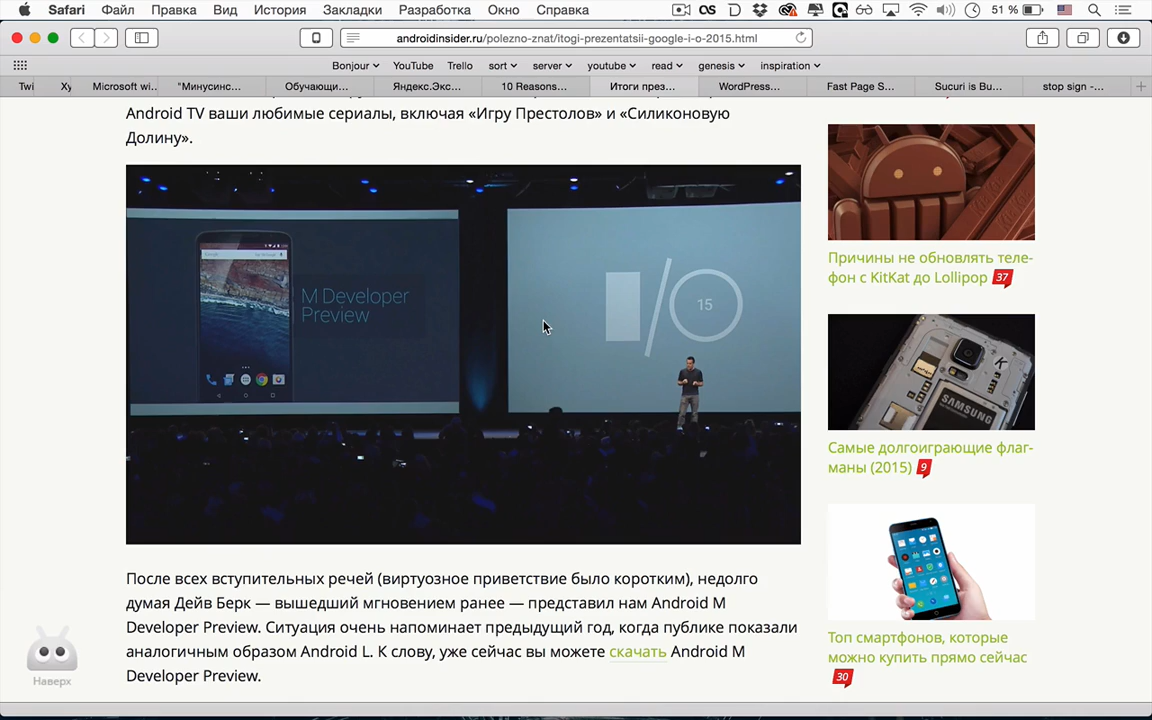 Safari Файл Правка Вид История Закладки Разработка Окно Справка 51 %
androidinsider.ru/polezno-znat/itogi-prezentatsii-google-i-o-2015.html
Bonjour YouTube Trello sort server youtube read genesis inspiration
Twi Xy Microsoft wi... "Минусинс... Обучающи... Яндекс.Экс... 10 Reasons... Итоги през... WordPress... Fast Page S... Sucuri is Bu... stop sign -...
Android TV ваши любимые сериалы, включая «Игру Престолов» и «Силиконовую
Долину».
M Developer
Preview
I/O 15
После всех вступительных речей (виртуозное приветствие было коротким), недолго
думая Дейв Берк — вышедший мгновением ранее — представил нам Android M
Developer Preview. Ситуация очень напоминает предыдущий год, когда публике показали
аналогичным образом Android L. К слову, уже сейчас вы можете скачать Android M
Developer Preview.
Наверх
Причины не обновлять теле-
фон с KitKat до Lollipop 37
SAMSUNG
Самые долгоиграющие флаг-
маны (2015) 9
Топ смартфонов, которые
можно купить прямо сейчас
30